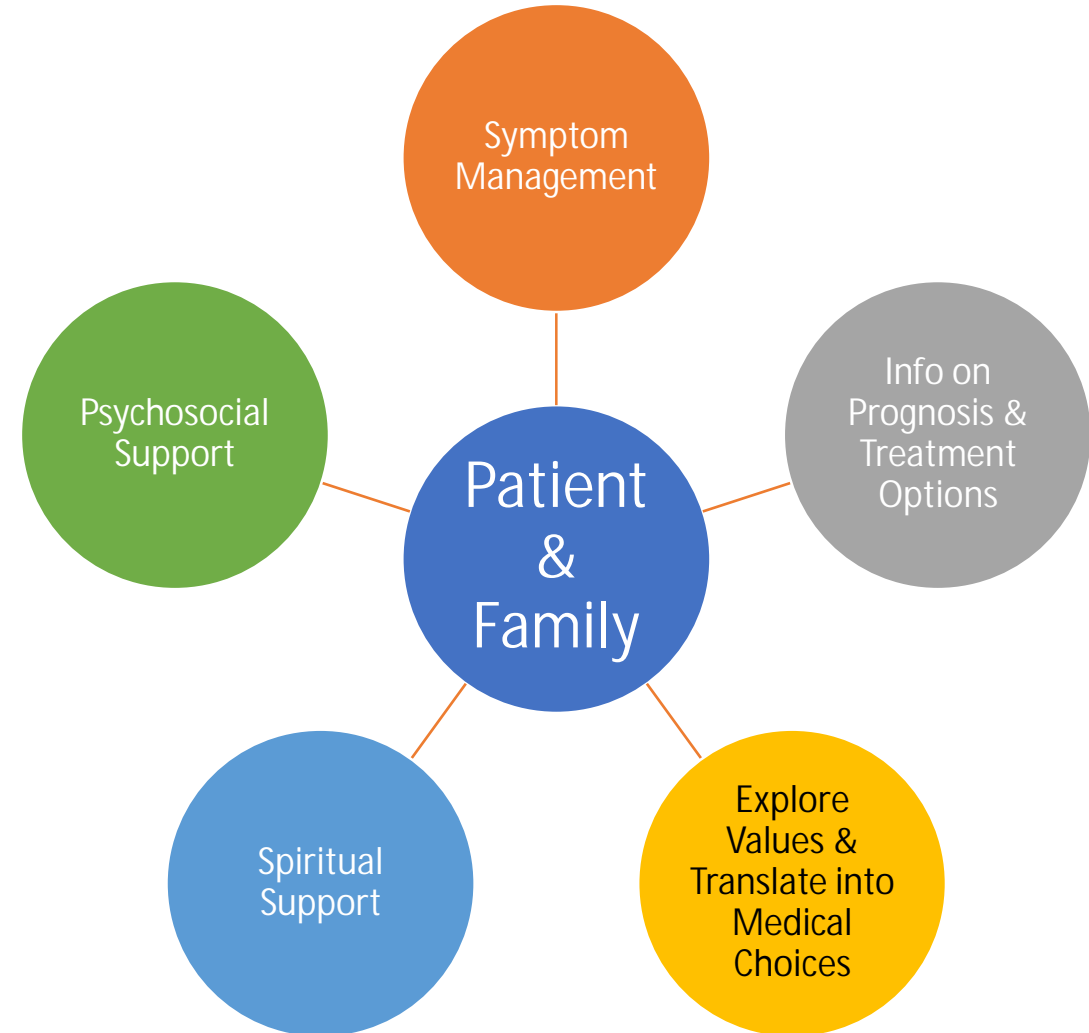 Symptom
Management
Psychosocial
Support
Info on
Prognosis &
Treatment
Options
Patient
&
Family
Spiritual
Support
Explore
Values &
Translate into
Medical
Choices